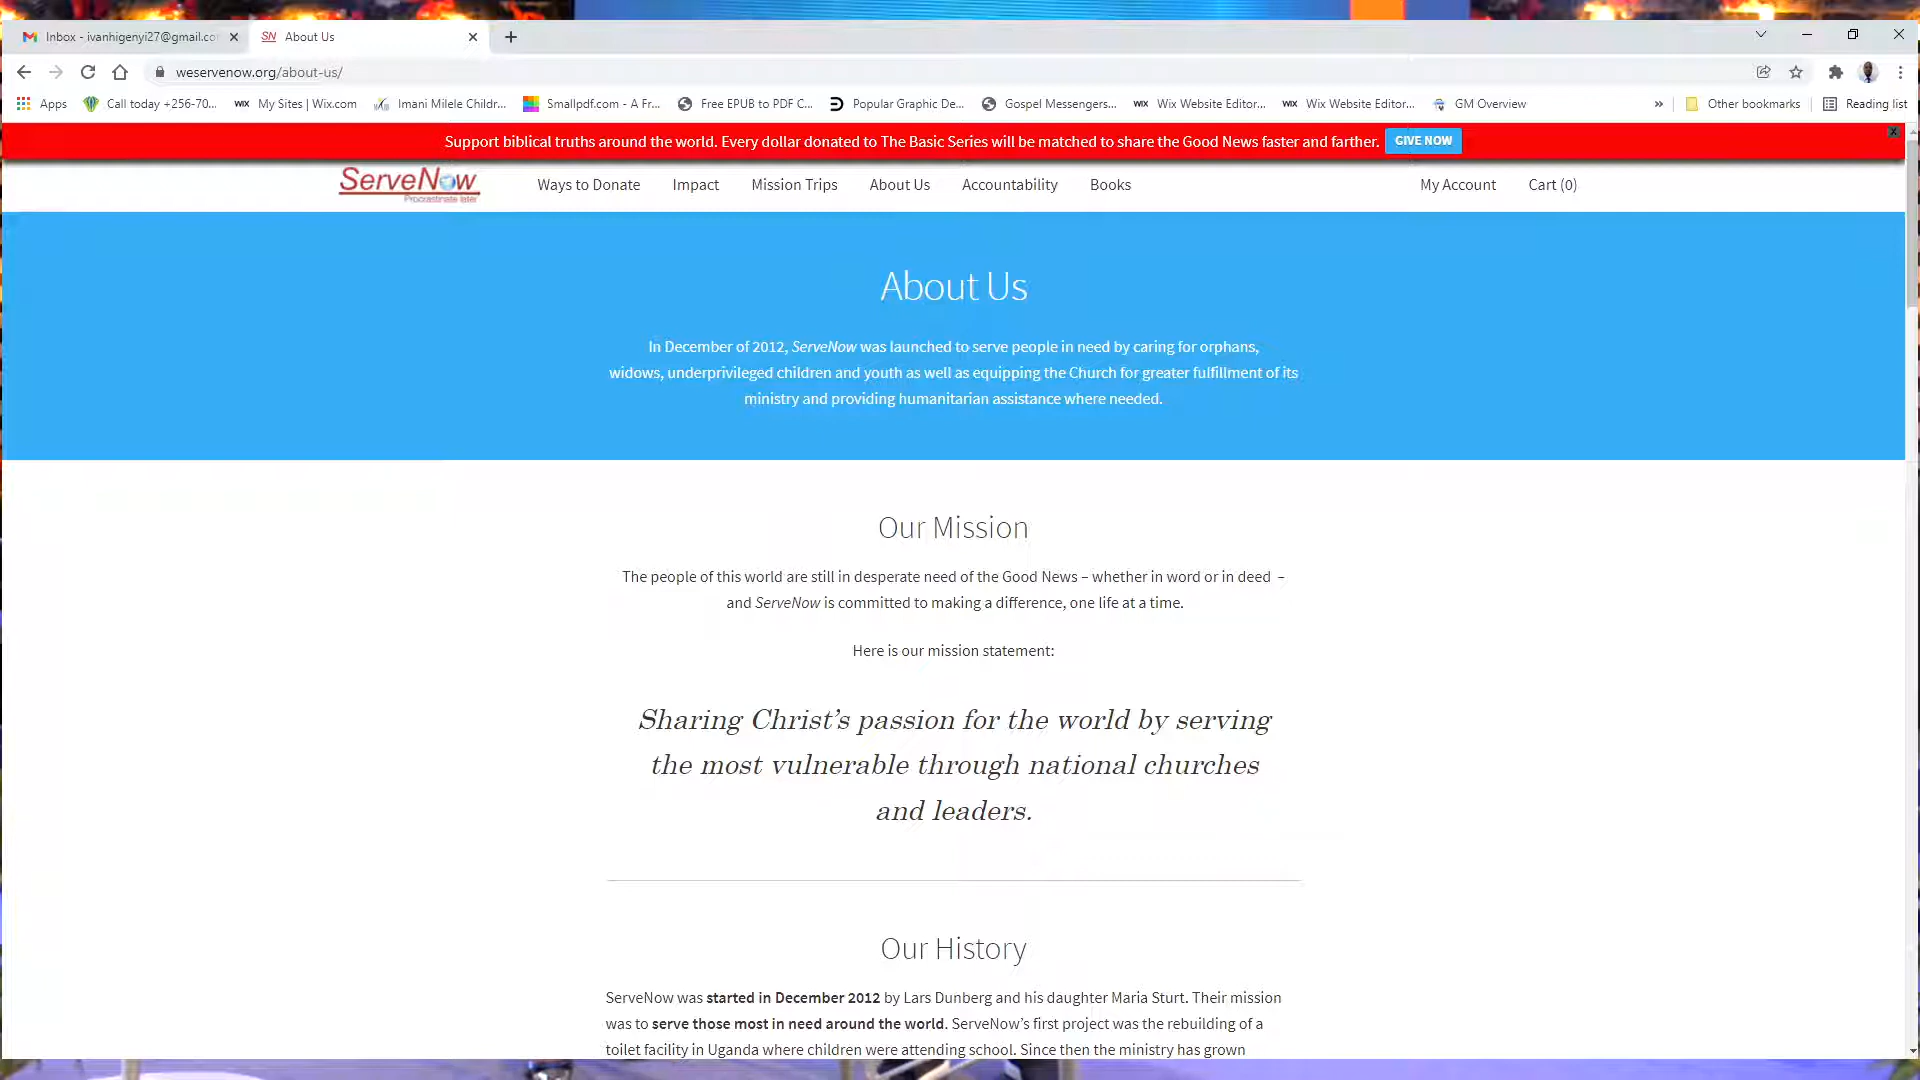 Inbox - ivanhigenyi27@gmail.co
SN About Us
weservenow.org/about-us/
Apps
Call today +256-70...
WIX My Sites | Wix.com
Imani Milele Childr...
Smallpdf.com - A Fr...
Free EPUB to PDF C...
Popular Graphic De...
Gospel Messengers...
WIX Wix Website Editor...
WIX Wix Website Editor...
GM Overview
»
Other bookmarks
Reading list
Support biblical truths around the world. Every dollar donated to The Basic Series will be matched to share the Good News faster and farther. GIVE NOW
X
ServeNow
Procrastinate later
Ways to Donate
Impact
Mission Trips
About Us
Accountability
Books
My Account
Cart (0)
About Us
In December of 2012, ServeNow was launched to serve people in need by caring for orphans,
widows, underprivileged children and youth as well as equipping the Church for greater fulfillment of its
ministry and providing humanitarian assistance where needed.
Our Mission
The people of this world are still in desperate need of the Good News – whether in word or in deed –
and ServeNow is committed to making a difference, one life at a time.
Here is our mission statement:
Sharing Christ’s passion for the world by serving
the most vulnerable through national churches
and leaders.
Our History
ServeNow was started in December 2012 by Lars Dunberg and his daughter Maria Sturt. Their mission
was to serve those most in need around the world. ServeNow’s first project was the rebuilding of a
toilet facility in Uganda where children were attending school. Since then the ministry has grown